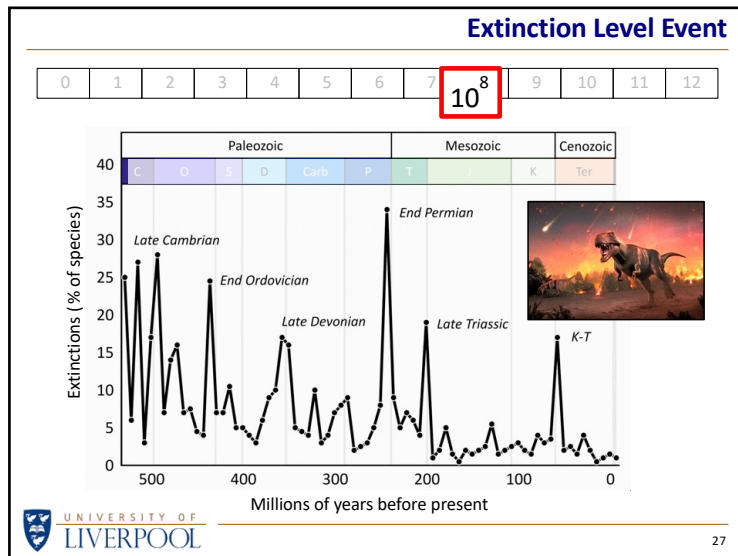 Extinction Level Event
0 1 2 3 4 5 6 7 10^8 9 10 11 12
Paleozoic Mesozoic Cenozoic
C O S D Carb P T J K Ter
40
35
30
25
20
15
10
5
0
Extinctions (% of species)
Late Cambrian
End Ordovician
Late Devonian
End Permian
Late Triassic
K-T
500 400 300 200 100 0
Millions of years before present
UNIVERSITY OF
LIVERPOOL
27